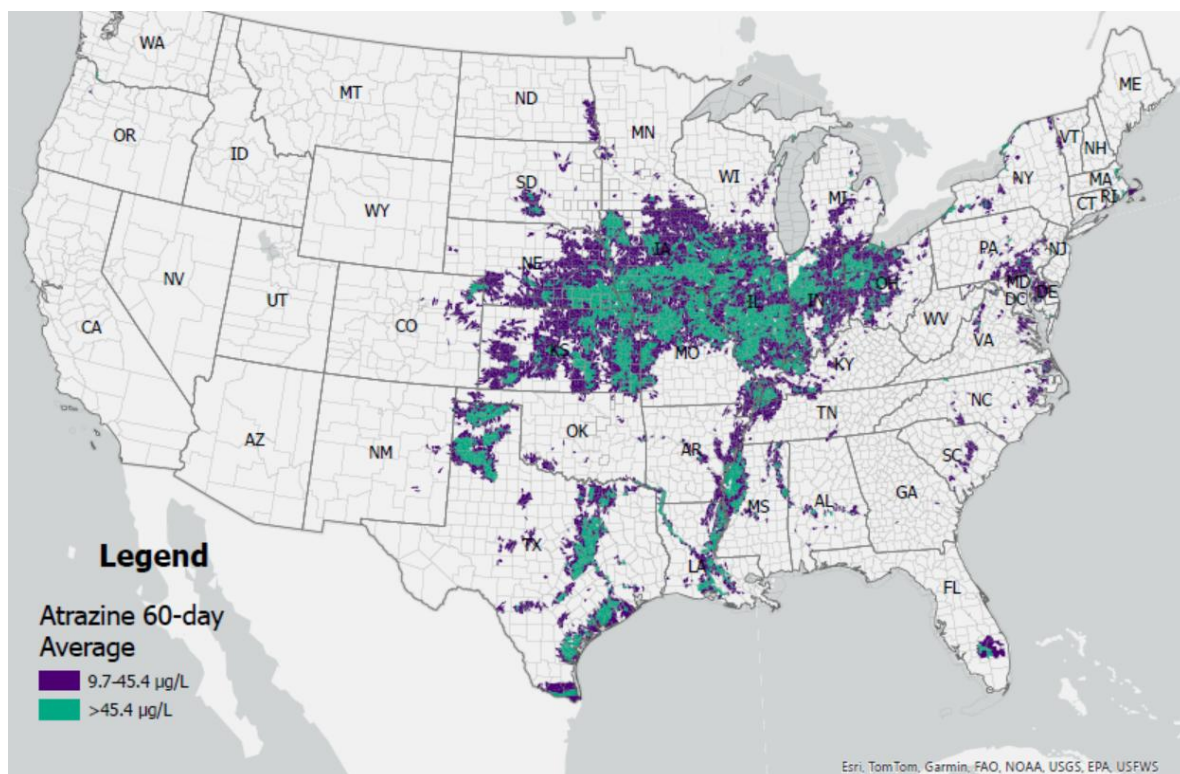 WA
MT
ND
MN
ME
OR
ID
SD
WI
MI
VT
NH
NY
MA
CT
RI
WY
IA
NE
PA
NJ
NV
UT
CO
IL
IN
OH
MD
DE
DC
WV
VA
CA
KS
MO
KY
AZ
NM
OK
AR
TN
NC
SC
MS
AL
GA
TX
LA
FL
Legend
Atrazine 60-day
Average
9.7-45.4 µg/L
>45.4 µg/L
Esri, TomTom, Garmin, FAO, NOAA, USGS, EPA, USFWS